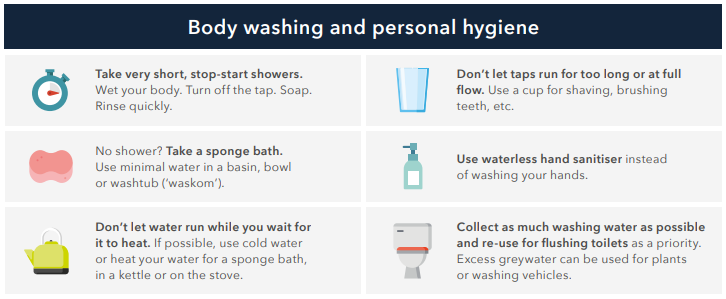 Body washing and personal hygiene
Take very short, stop-start showers.
Wet your body. Turn off the tap. Soap.
Rinse quickly.
Don’t let taps run for too long or at full
flow. Use a cup for shaving, brushing
teeth, etc.
No shower? Take a sponge bath.
Use minimal water in a basin, bowl
or washtub (‘waskom’).
Use waterless hand sanitiser instead
of washing your hands.
Don’t let water run while you wait for
it to heat. If possible, use cold water
or heat your water for a sponge bath,
in a kettle or on the stove.
Collect as much washing water as possible
and re-use for flushing toilets as a priority.
Excess greywater can be used for plants
or washing vehicles.